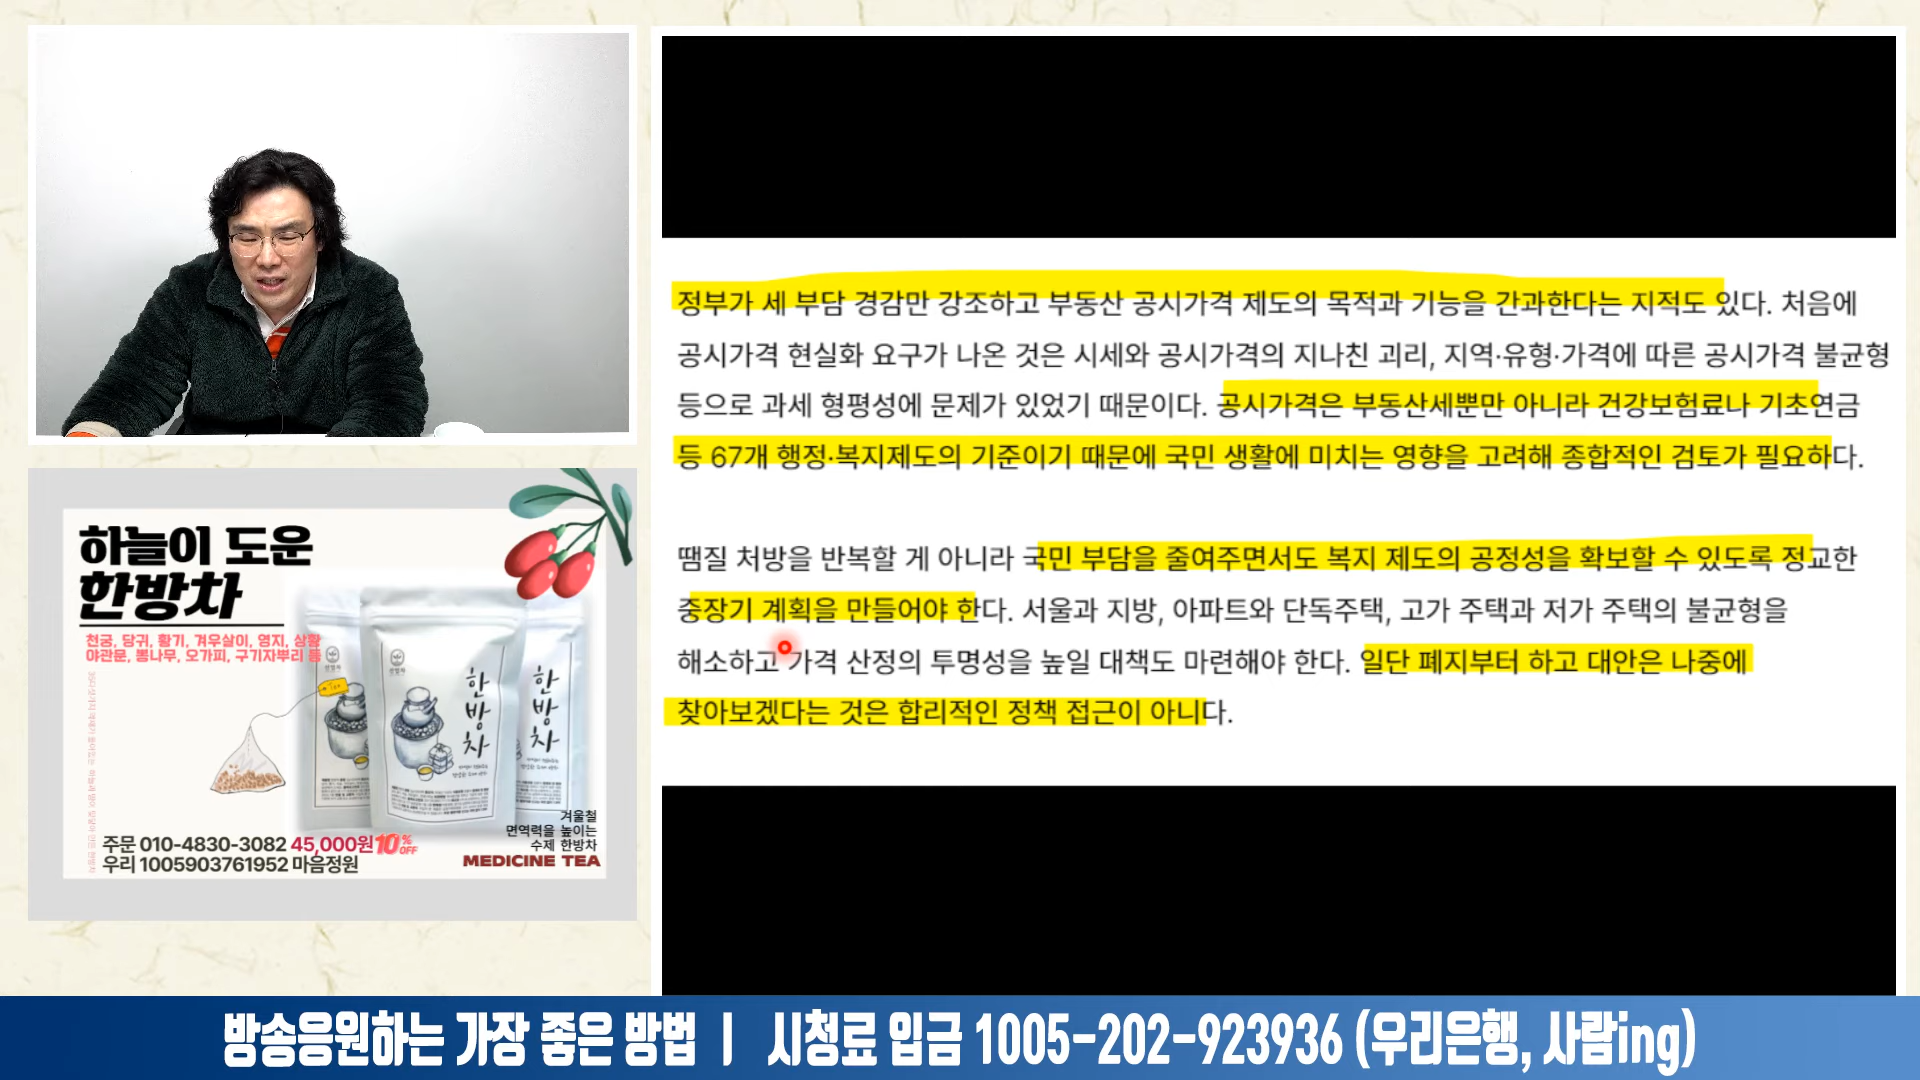 정부가 세 부담 경감만 강조하고 부동산 공시가격 제도의 목적과 기능을 간과한다는 지적도 있다. 처음에
공시가격 현실화 요구가 나온 것은 시세와 공시가격의 지나친 괴리, 지역·유형·가격에 따른 공시가격 불균형
등으로 과세 형평성에 문제가 있었기 때문이다. 공시가격은 부동산세뿐만 아니라 건강보험료나 기초연금
등 67개 행정·복지제도의 기준이기 때문에 국민 생활에 미치는 영향을 고려해 종합적인 검토가 필요하다.
땜질 처방을 반복할 게 아니라 국민 부담을 줄여주면서도 복지 제도의 공정성을 확보할 수 있도록 정교한
중장기 계획을 만들어야 한다. 서울과 지방, 아파트와 단독주택, 고가 주택과 저가 주택의 불균형을
해소하고 가격 산정의 투명성을 높일 대책도 마련해야 한다. 일단 폐지부터 하고 대안은 나중에
찾아보겠다는 것은 합리적인 정책 접근이 아니다.
하늘이 도운
한방차
천궁, 당귀, 황기, 겨우살이, 영지, 상황
야관문, 뽕나무, 오가피, 구기자뿌리 등
한방차
한방차
겨울철
면역력을 높이는
수제 한방차
MEDICINE TEA
주문 010-4830-3082 45,000원 10% OFF
우리 1005903761952 마음정원
방송응원하는 가장 좋은 방법 | 시청료 입금 1005-202-923936 (우리은행, 사람ing)